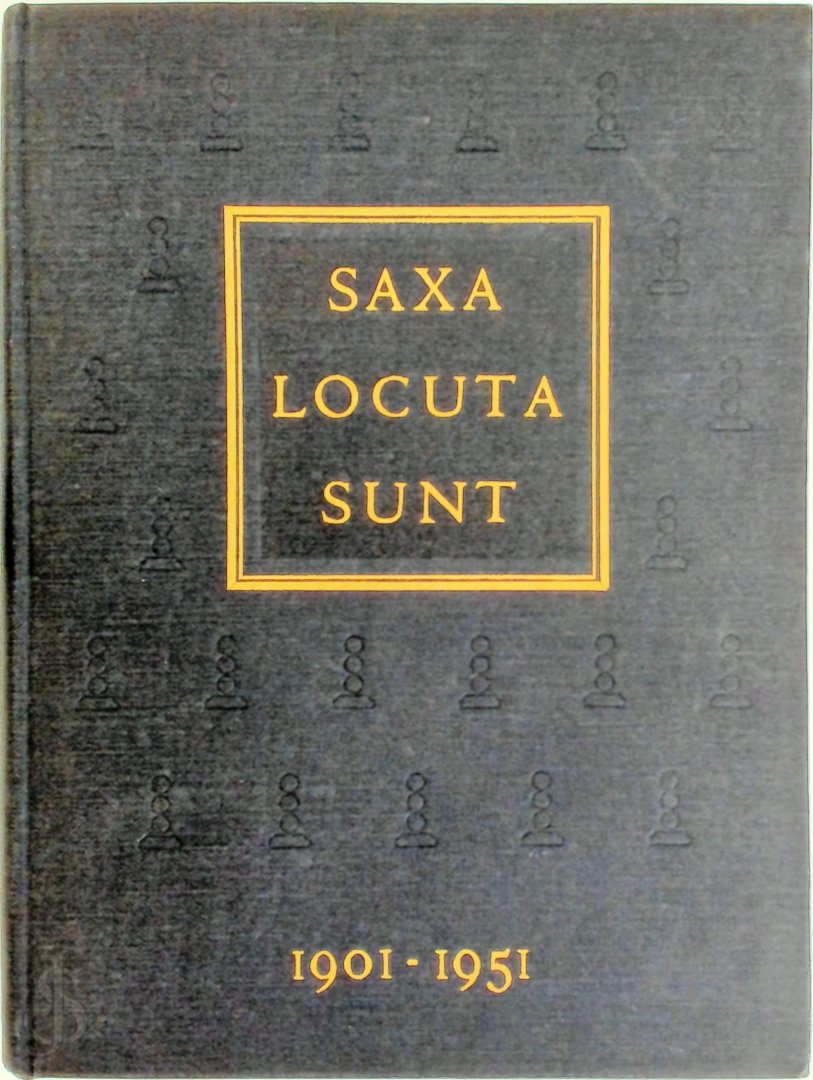 SAXA
LOCUTA
SUNT
1901-1951